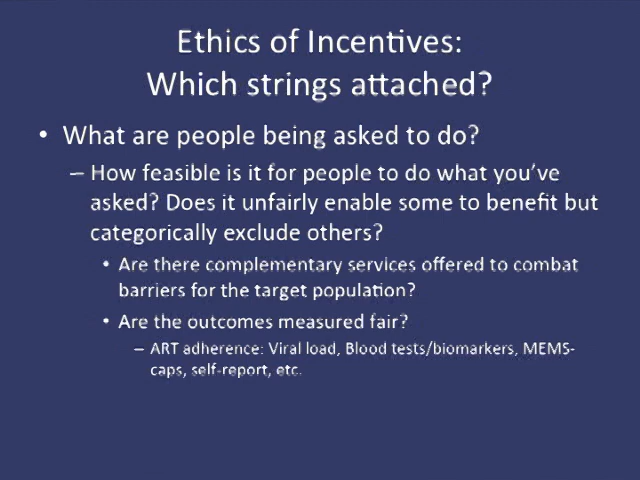 Ethics of Incentives:
Which strings attached?
• What are people being asked to do?
– How feasible is it for people to do what you've
asked? Does it unfairly enable some to benefit but
categorically exclude others?
• Are there complementary services offered to combat
barriers for the target population?
• Are the outcomes measured fair?
– ART adherence: Viral load, Blood tests/biomarkers, MEMS-
caps, self-report, etc.